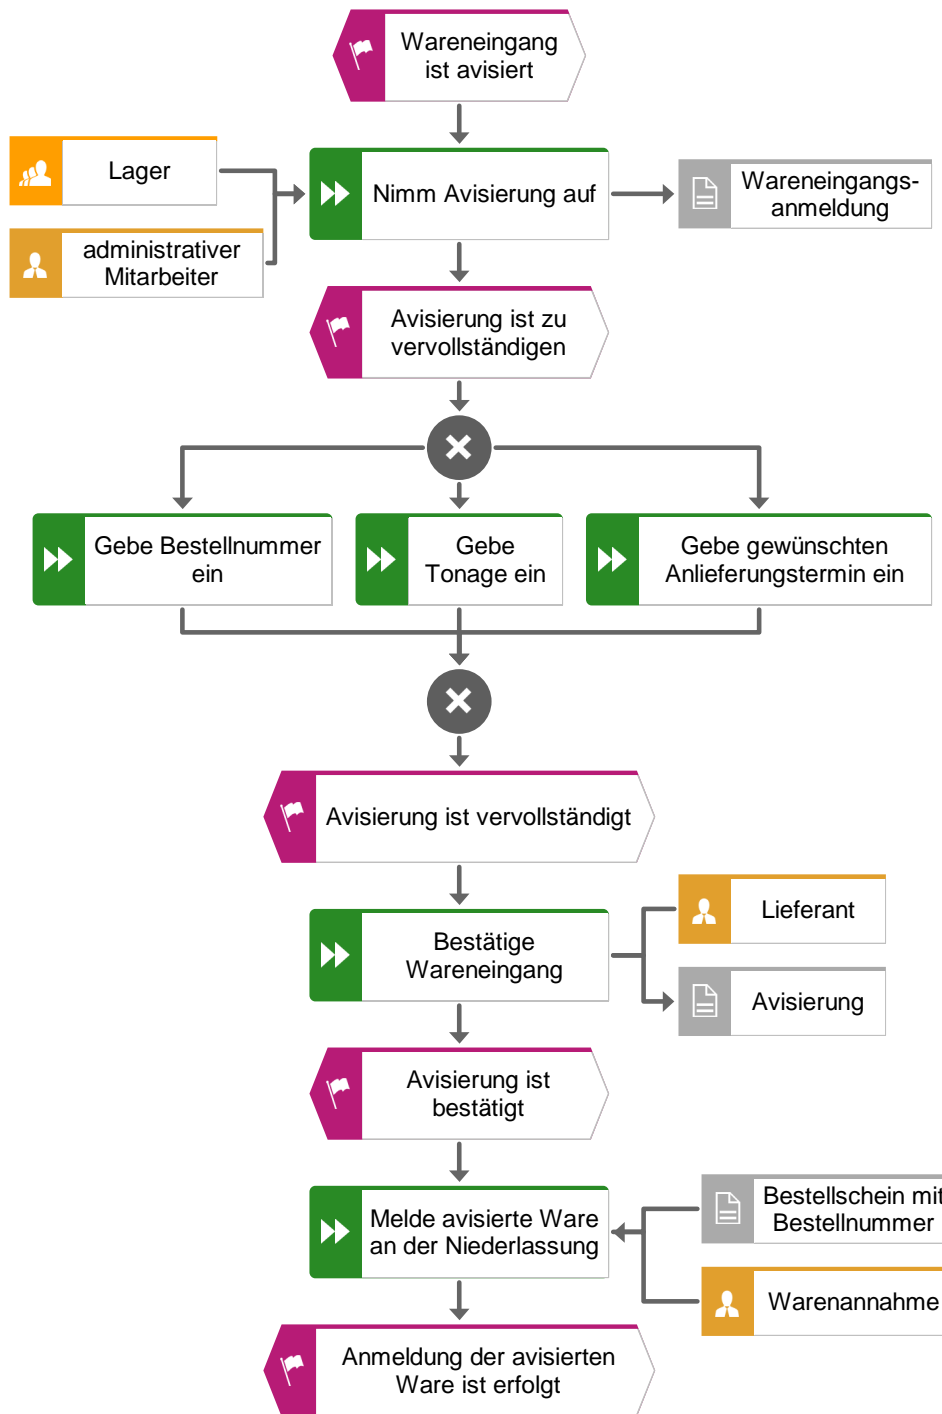 Wareneingang
ist avisiert
Lager
administrativer
Mitarbeiter
Nimm Avisierung auf
Wareneingangs-
anmeldung
Avisierung ist zu
vervollständigen
Gebe Bestellnummer
ein
Gebe
Tonage ein
Gebe gewünschten
Anlieferungstermin ein
Avisierung ist vervollständigt
Bestätige
Wareneingang
Lieferant
Avisierung
Avisierung ist
bestätigt
Melde avisierte Ware
an der Niederlassung
Bestellschein mit
Bestellnummer
Warenannahme
Anmeldung der avisierten
Ware ist erfolgt